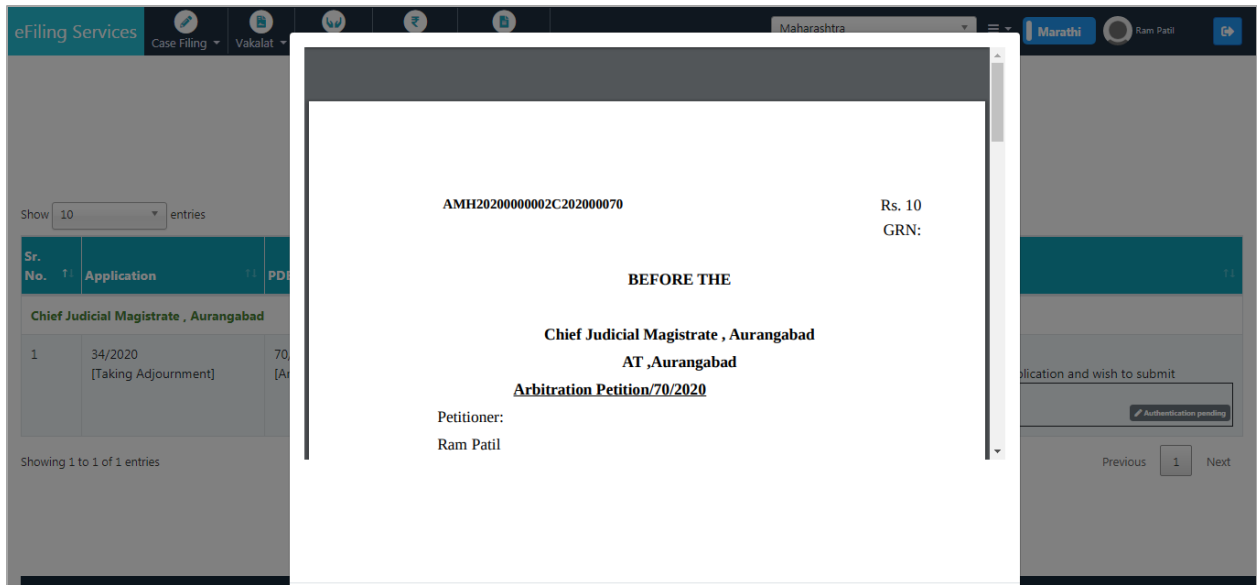 eFiling Services
Case Filing
Vakalat
Maharashtra
Marathi
Ram Patil
AMH20200000002C202000070
Rs. 10
GRN:
BEFORE THE
Chief Judicial Magistrate , Aurangabad
AT ,Aurangabad
Arbitration Petition/70/2020
Petitioner:
Ram Patil
Show 10 entries
Sr. No.
Application
Chief Judicial Magistrate , Aurangabad
1
34/2020
[Taking Adjournment]
70
and wish to submit
Authentication pending
Showing 1 to 1 of 1 entries
Previous 1 Next